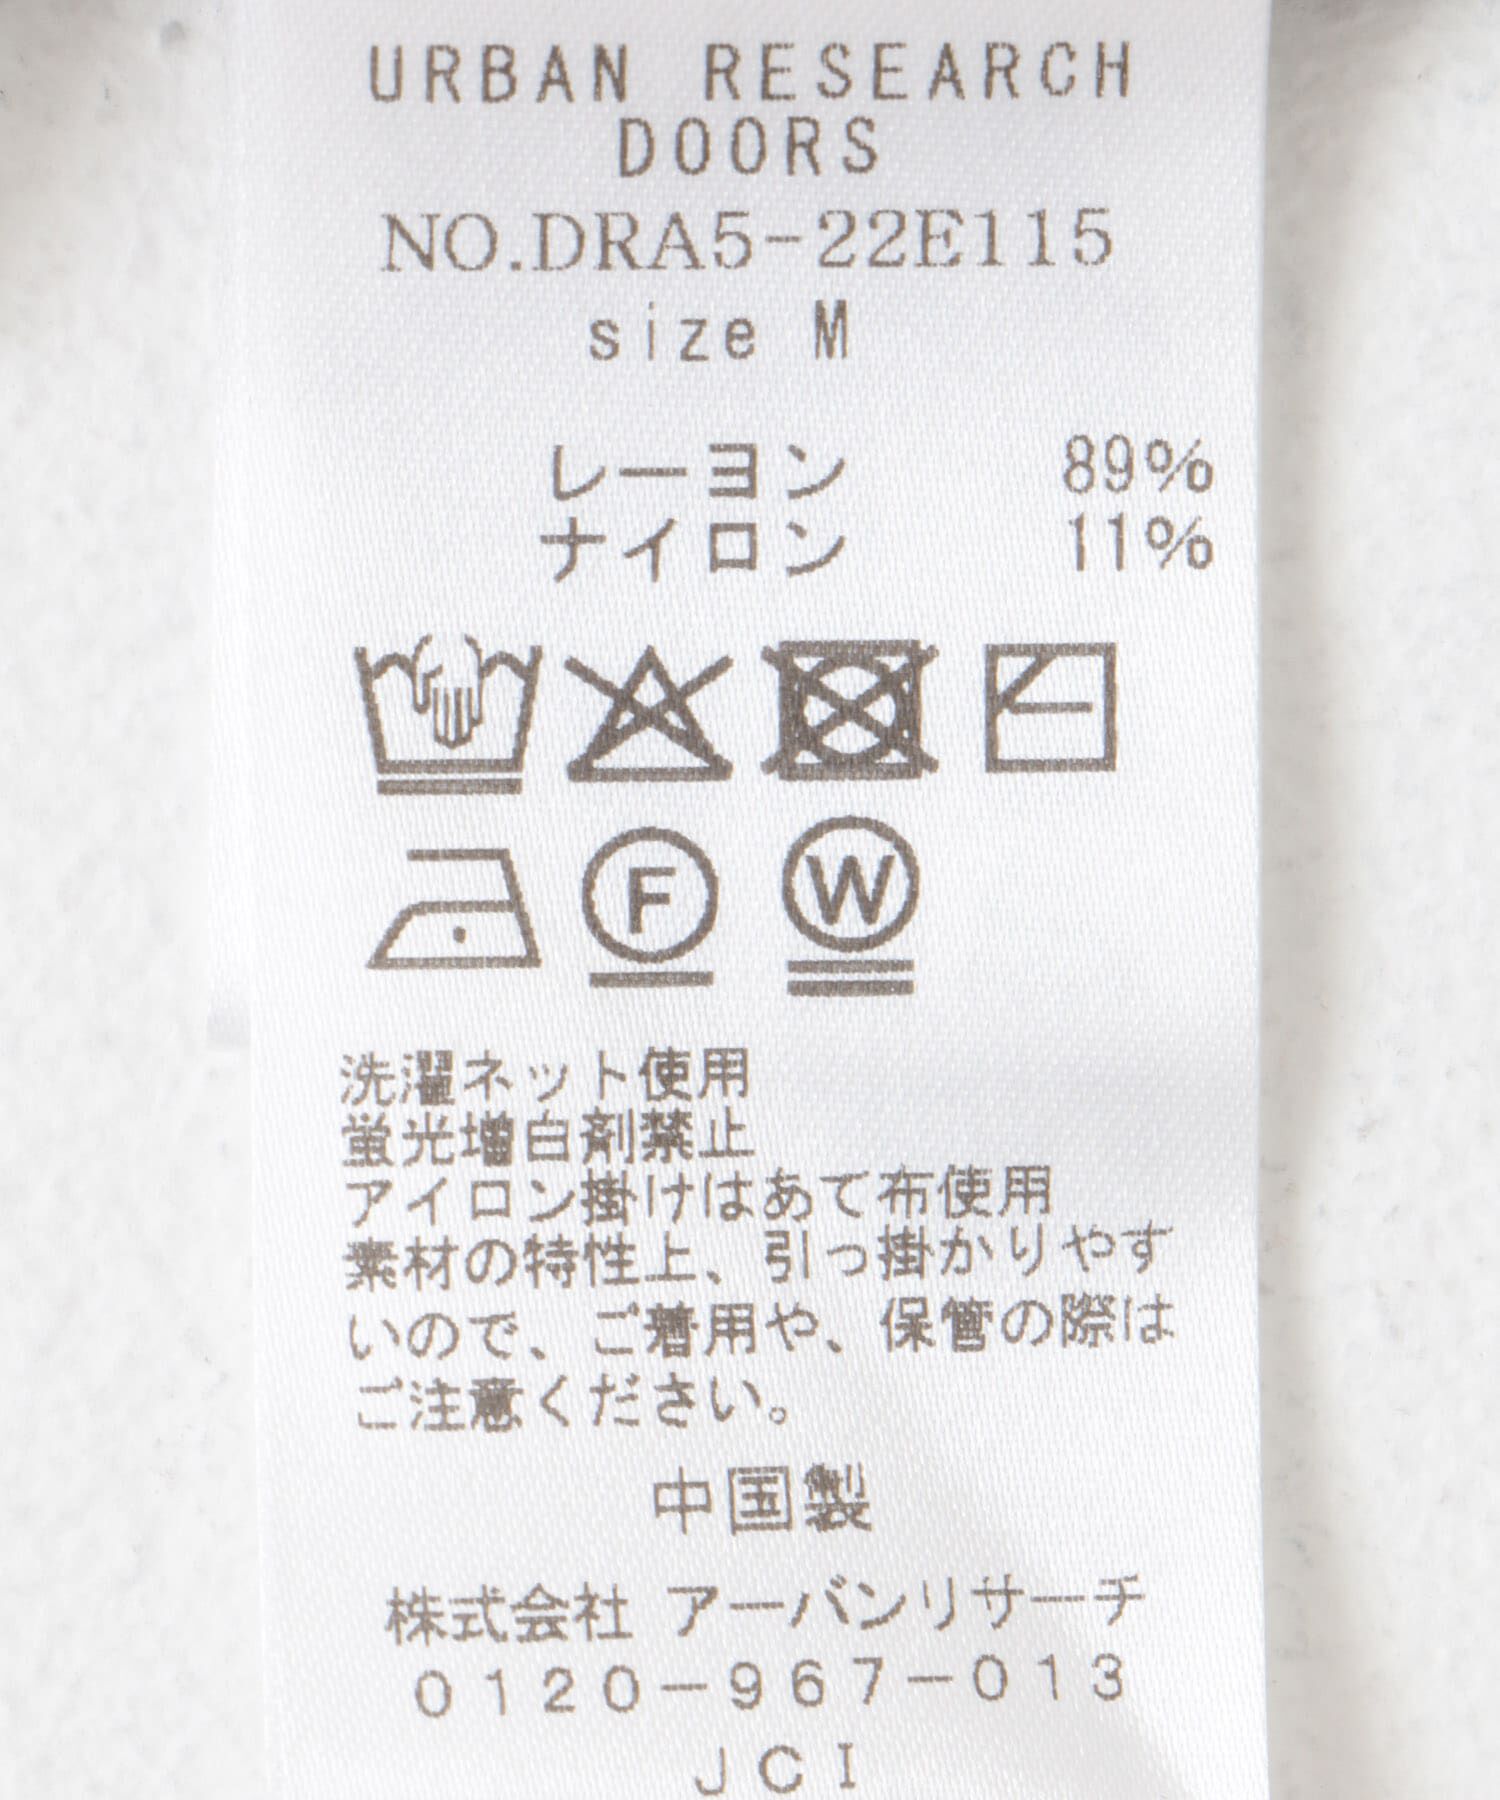 URBAN RESEARCH
DOORS
NO.DRA5-22E115
size M
レーヨン 89%
ナイロン 11%
F W
洗濯ネット使用
蛍光増白剤禁止
アイロン掛けはあて布使用
素材の特性上、引っ掛かりやす
いので、ご着用や、保管の際は
ご注意ください。
中国製
株式会社 アーバンリサーチ
0120-967-013
JCI